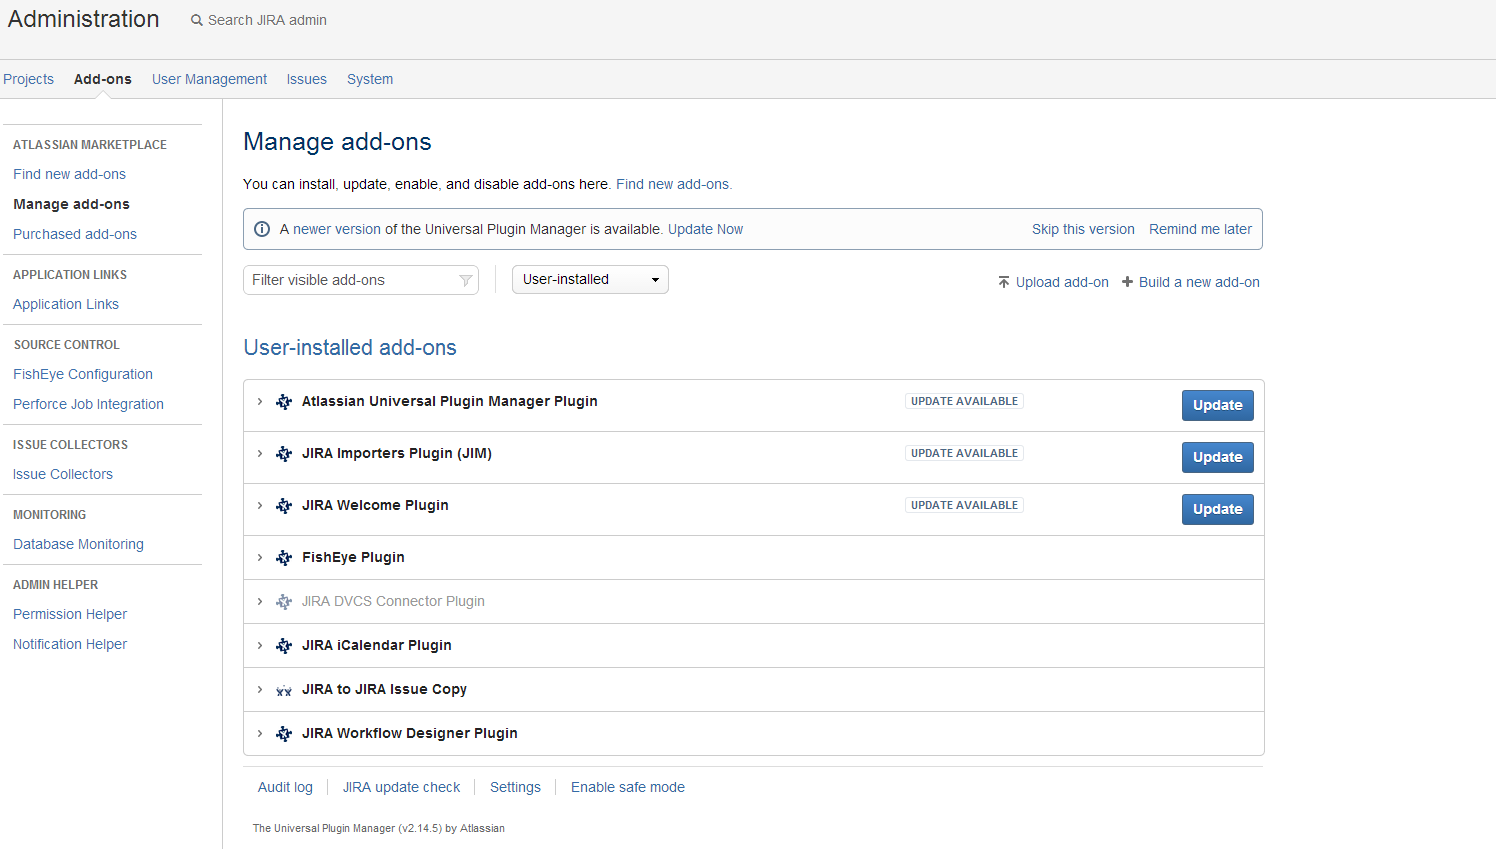 Administration
Search JIRA admin
Projects Add-ons User Management Issues System
ATLASSIAN MARKETPLACE
Find new add-ons
Manage add-ons
Purchased add-ons
APPLICATION LINKS
Application Links
SOURCE CONTROL
FishEye Configuration
Perforce Job Integration
ISSUE COLLECTORS
Issue Collectors
MONITORING
Database Monitoring
ADMIN HELPER
Permission Helper
Notification Helper
Manage add-ons
You can install, update, enable, and disable add-ons here. Find new add-ons.
A newer version of the Universal Plugin Manager is available. Update Now Skip this version Remind me later
Filter visible add-ons User-installed Upload add-on Build a new add-on
User-installed add-ons
Atlassian Universal Plugin Manager Plugin UPDATE AVAILABLE Update
JIRA Importers Plugin (JIM) UPDATE AVAILABLE Update
JIRA Welcome Plugin UPDATE AVAILABLE Update
FishEye Plugin
JIRA DVCS Connector Plugin
JIRA iCalendar Plugin
JIRA to JIRA Issue Copy
JIRA Workflow Designer Plugin
Audit log JIRA update check Settings Enable safe mode
The Universal Plugin Manager (v2.14.5) by Atlassian